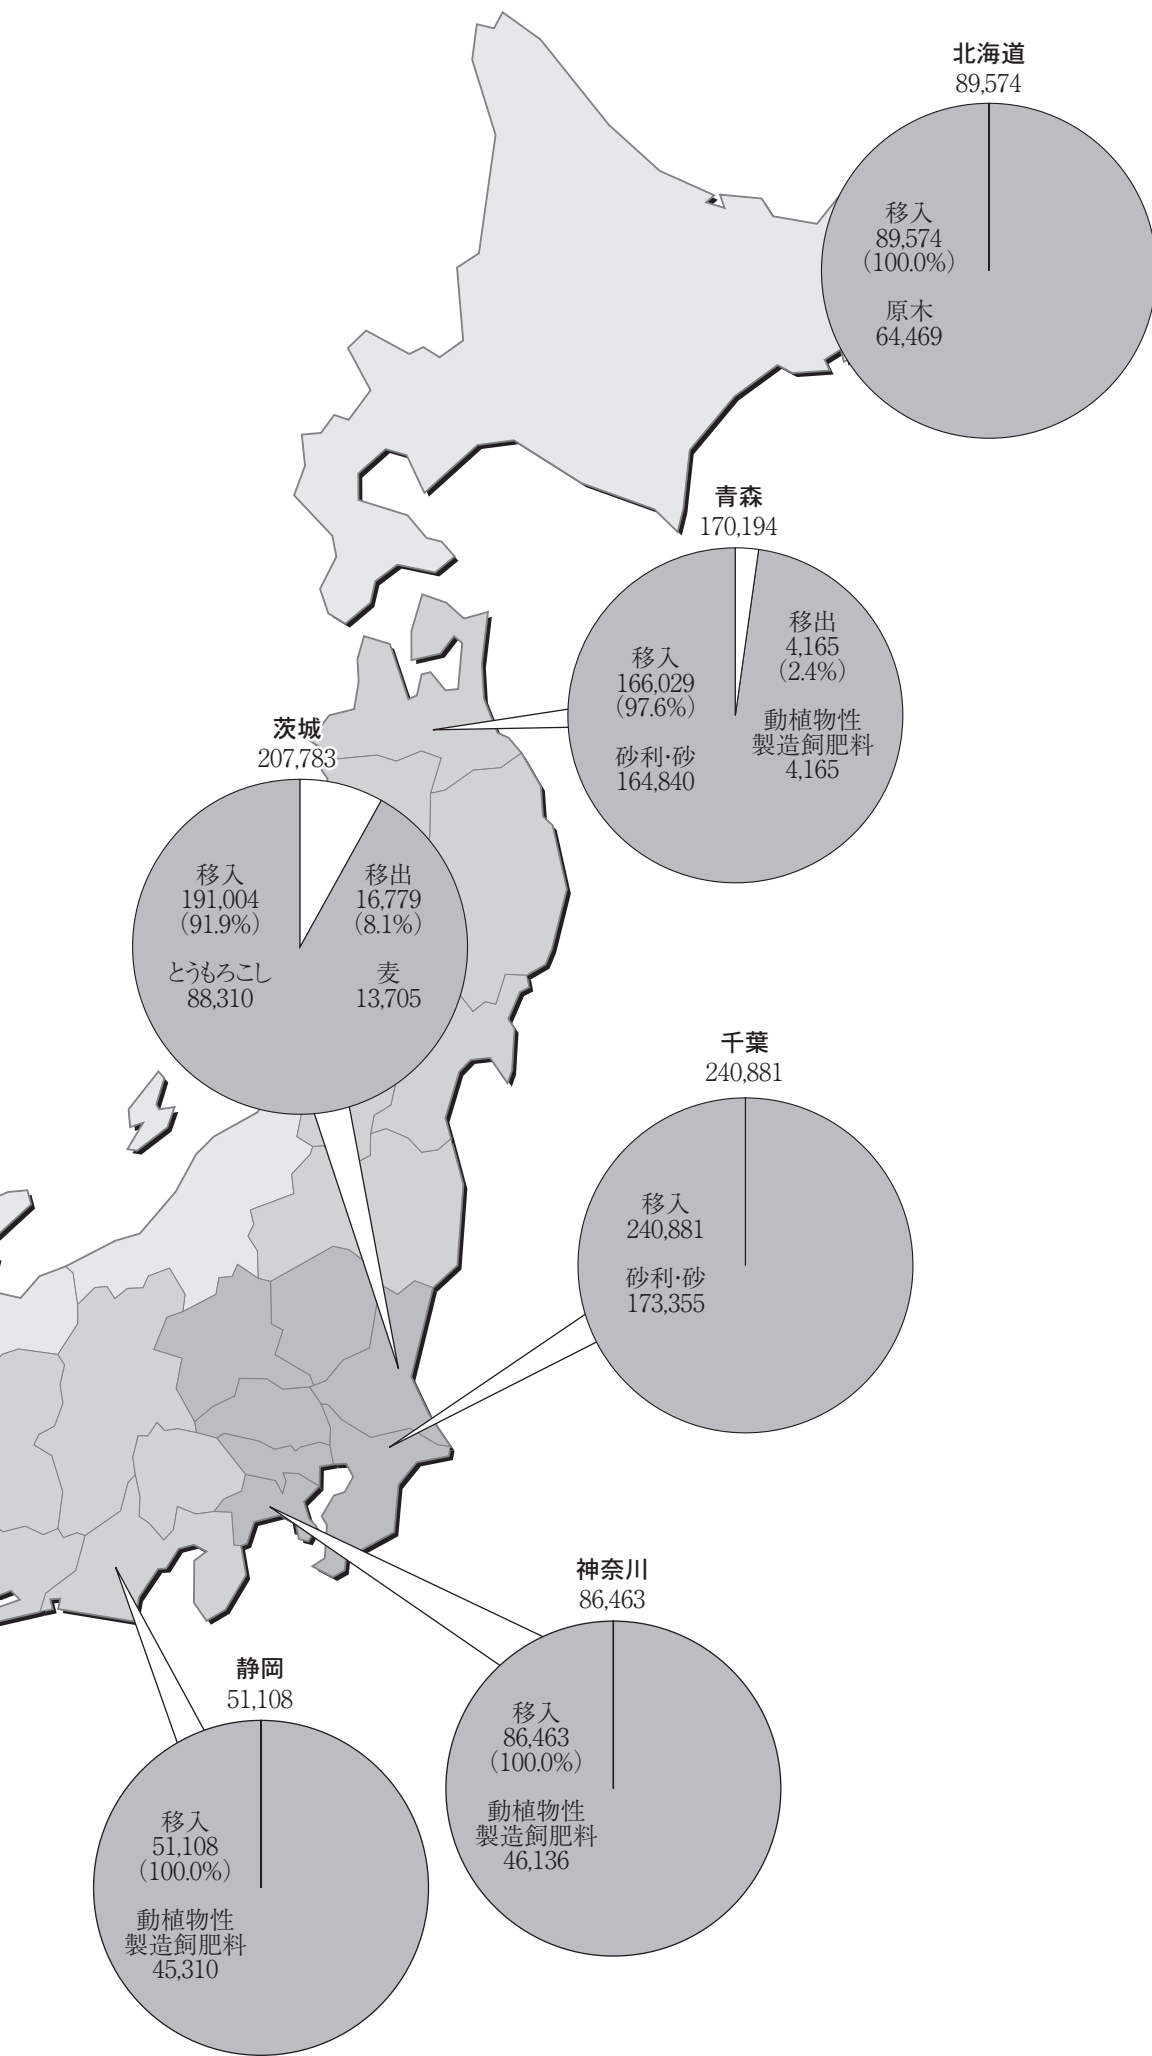 北海道
89,574
移入
89,574
（100.0%）
原木
64,469
青森
170,194
移入
166,029
（97.6%）
砂利・砂
164,840
移出
4,165
（2.4%）
動植物性
製造飼肥料
4,165
茨城
207,783
移入
191,004
（91.9%）
とうもろこし
88,310
移出
16,779
（8.1%）
麦
13,705
千葉
240,881
移入
240,881
砂利・砂
173,355
神奈川
86,463
移入
86,463
（100.0%）
動植物性
製造飼肥料
46,136
静岡
51,108
移入
51,108
（100.0%）
動植物性
製造飼肥料
45,310